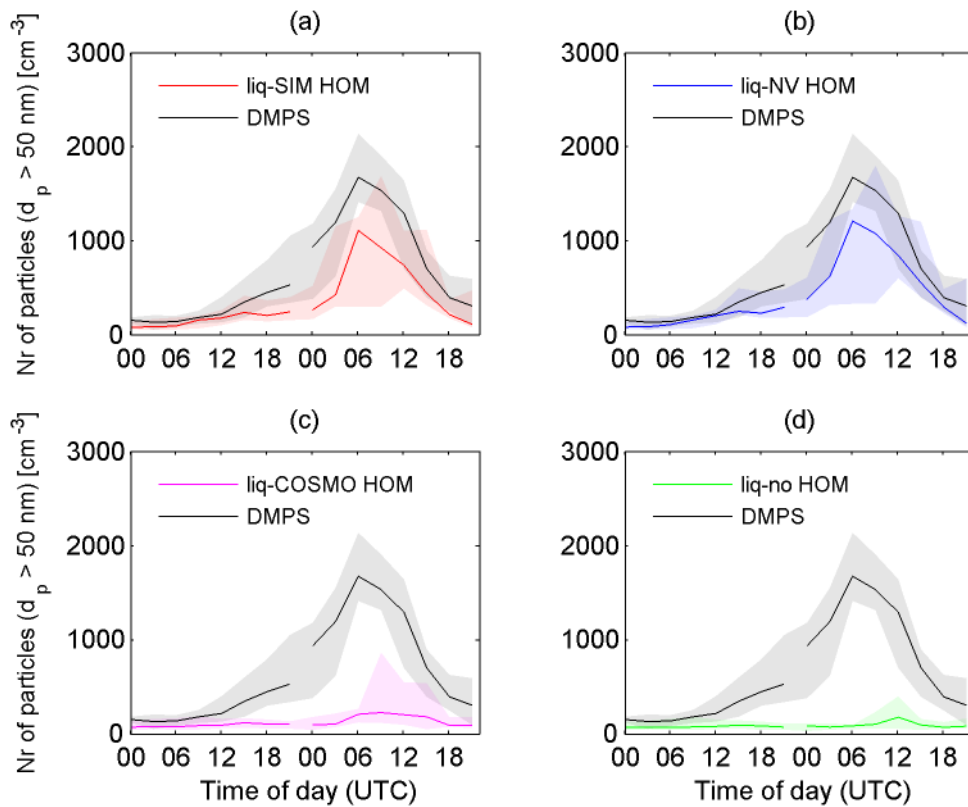 (a)
(b)
Nr of particles (d p > 50 nm) [cm-3]
3000
2000
1000
0
liq-SIM HOM
DMPS
00 06 12 18 00 06 12 18
3000
2000
1000
0
liq-NV HOM
DMPS
00 06 12 18 00 06 12 18
(c)
(d)
Nr of particles (d p > 50 nm) [cm-3]
3000
2000
1000
0
liq-COSMO HOM
DMPS
00 06 12 18 00 06 12 18
Time of day (UTC)
3000
2000
1000
0
liq-no HOM
DMPS
00 06 12 18 00 06 12 18
Time of day (UTC)